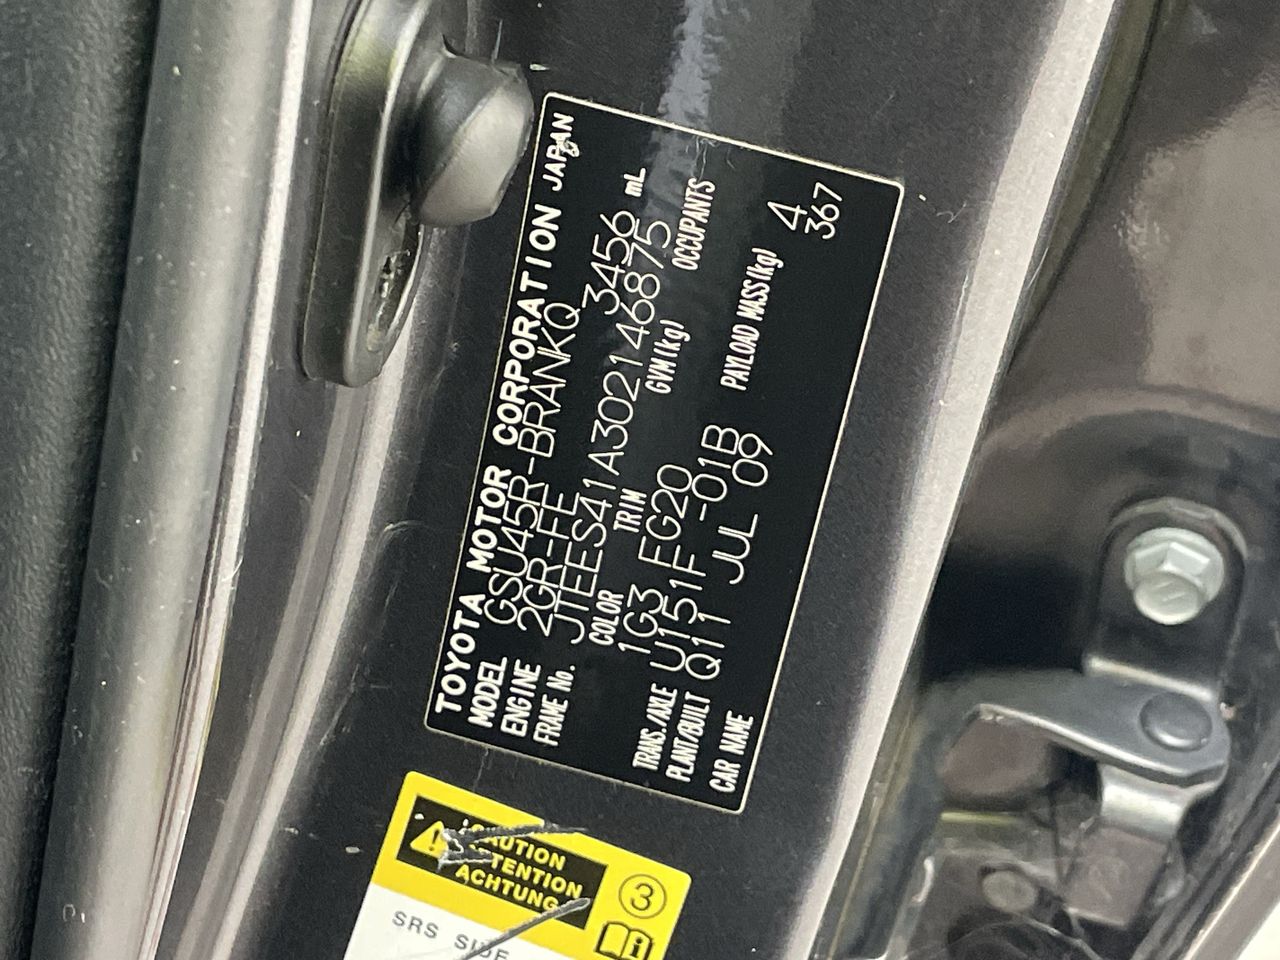 TOYOTA MOTOR CORPORATION JAPAN
MODEL GSU45R-BRANKQ
ENGINE 2GR-FE 3456 mL
FRAME No. JTEES41A302146875
COLOR TRIM GVM(kg) OCCUPANTS
1G3 FG20
TRANS./AXLE U151F -01B PAYLOAD MASS(kg) 4
PLANT/BUILT Q11 JUL 09 367
CAR NAME
¡CAUTION
ATTENTION
ACHTUNG
3
i
SRS SIDE